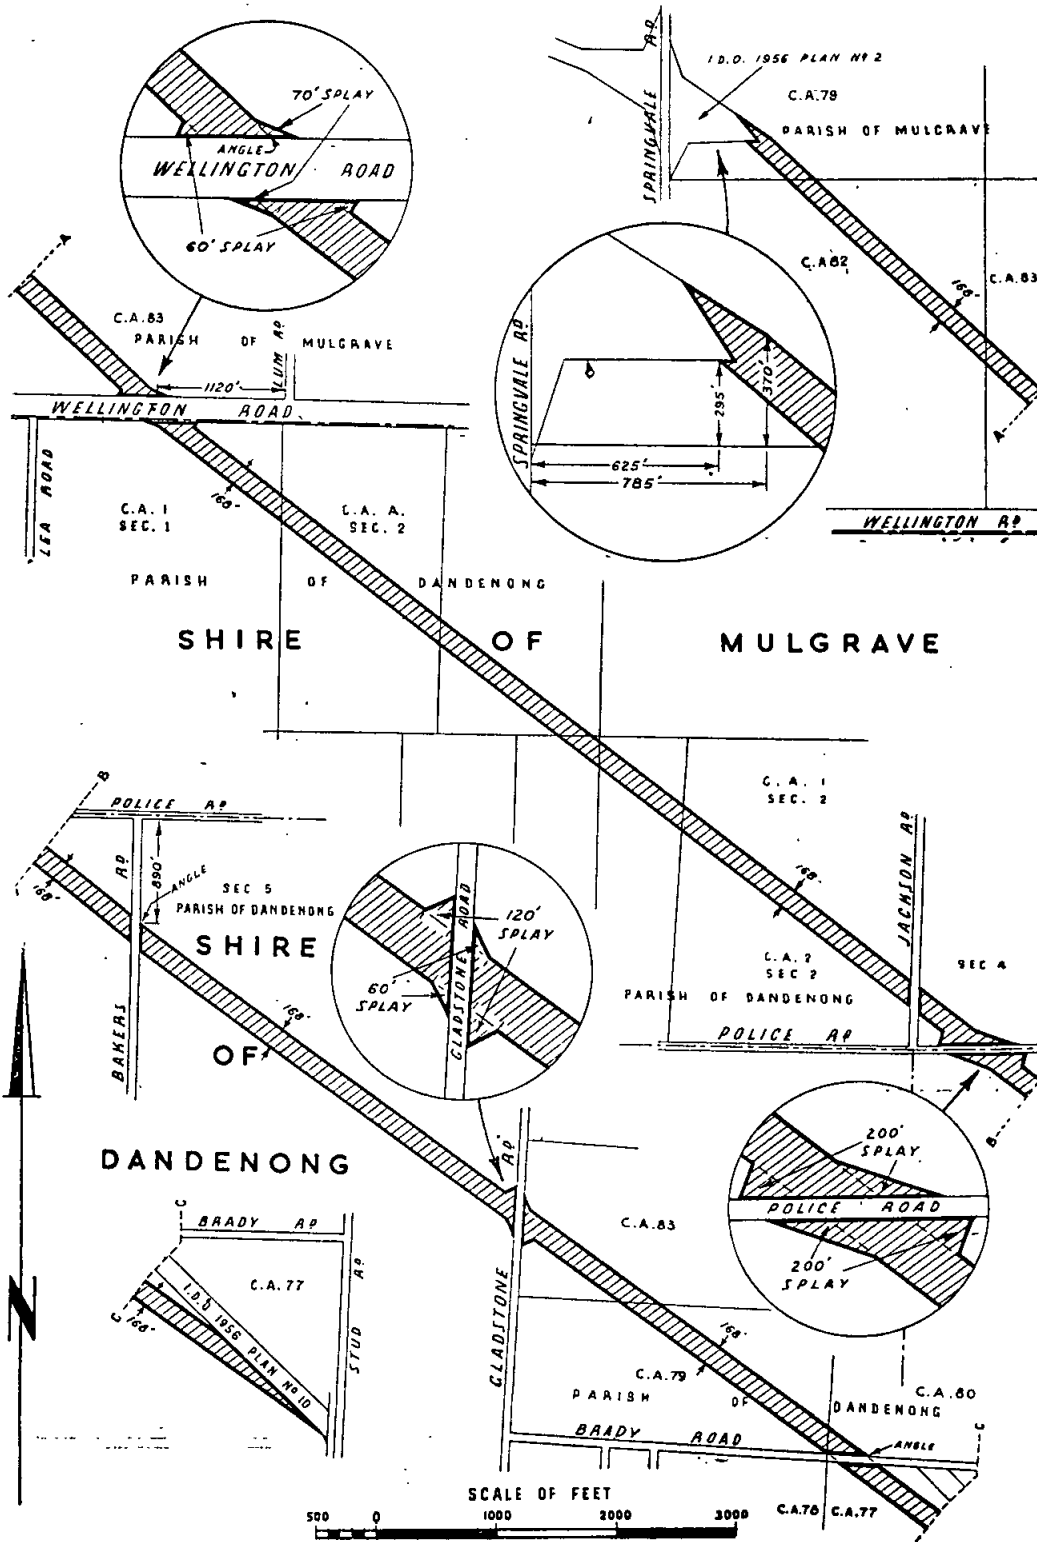 70' SPLAY
ANGLE
WELLINGTON ROAD
60' SPLAY
SPRINGVALE RD
I.D.O. 1956 PLAN Nº 2
C.A.79
PARISH OF MULGRAVE
C.A.82
C.A.83
168'
A
WELLINGTON RD
SPRINGVALE RD
295'
370'
625'
785'
A
C.A.83
PARISH OF MULGRAVE
LUM RD
1120'
WELLINGTON ROAD
LEA ROAD
168'
C.A. 1
SEC. 1
C.A. A.
SEC. 2
PARISH OF DANDENONG
SHIRE OF MULGRAVE
C.A. 1
SEC. 2
168'
JACKSON RD
C.A. 2
SEC 2
SEC 4
PARISH OF DANDENONG
POLICE RD
B
200'
SPLAY
POLICE ROAD
200'
SPLAY
B
POLICE RD
890'
ANGLE
168'
BAKERS RD
SEC 5
PARISH OF DANDENONG
SHIRE
OF
DANDENONG
168'
120'
SPLAY
60'
SPLAY
GLADSTONE ROAD
GLADSTONE RD
C.A.83
168'
C.A.79
PARISH OF DANDENONG
C.A.80
BRADY ROAD
ANGLE
C
C.A.78
C.A.77
C
BRADY RD
C.A.77
STUD RD
I.D.O 1956 PLAN Nº 10
168'
C
N
SCALE OF FEET
500 0 1000 2000 3000